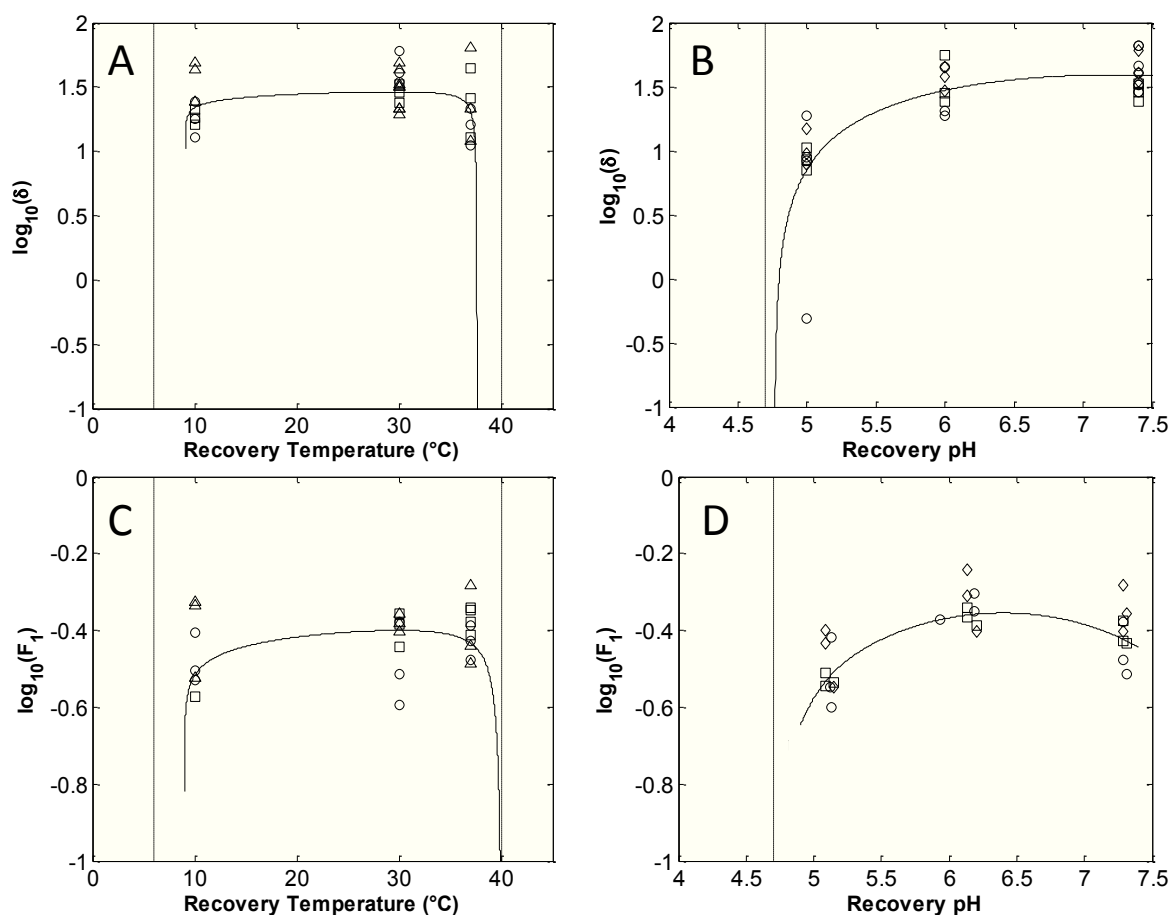 A
log10(δ)
2
1.5
1
0.5
0
-0.5
-1
0 10 20 30 40
Recovery Temperature (°C)
B
log10(δ)
2
1.5
1
0.5
0
-0.5
-1
4 4.5 5 5.5 6 6.5 7 7.5
Recovery pH
C
log10(F1)
0
-0.2
-0.4
-0.6
-0.8
-1
0 10 20 30 40
Recovery Temperature (°C)
D
log10(F1)
0
-0.2
-0.4
-0.6
-0.8
-1
4 4.5 5 5.5 6 6.5 7 7.5
Recovery pH